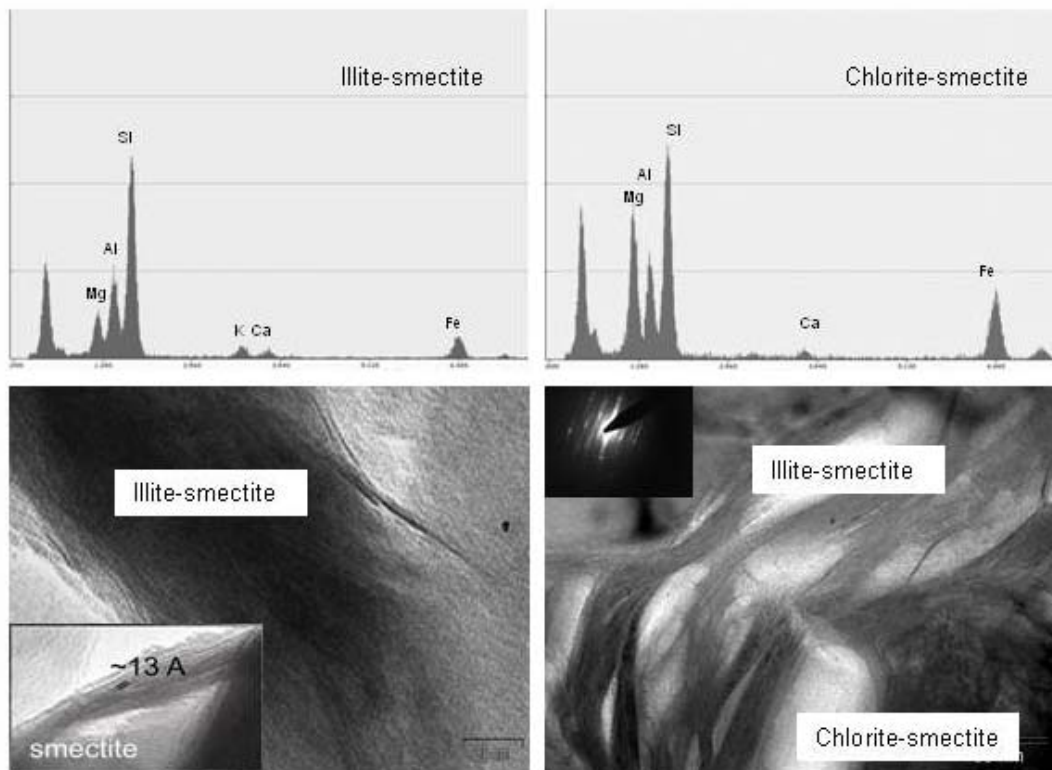 Illite-smectite
SI
Al
Mg
K Ca
Fe
Chlorite-smectite
SI
Al
Mg
Ca
Fe
Illite-smectite
~13 A
smectite
Illite-smectite
Chlorite-smectite